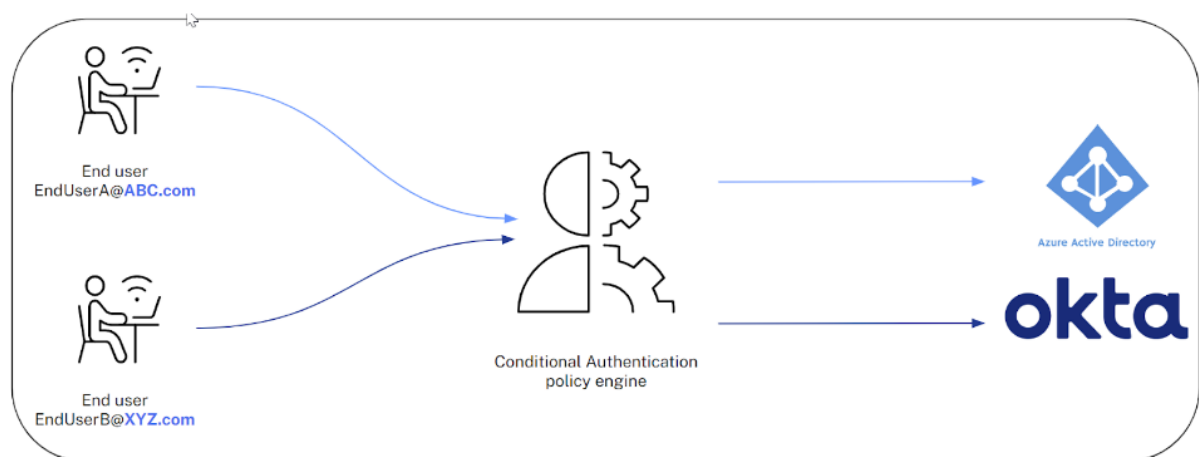 End user
EndUserA@ABC.com
Azure Active Directory
okta
Conditional Authentication
policy engine
End user
EndUserB@XYZ.com